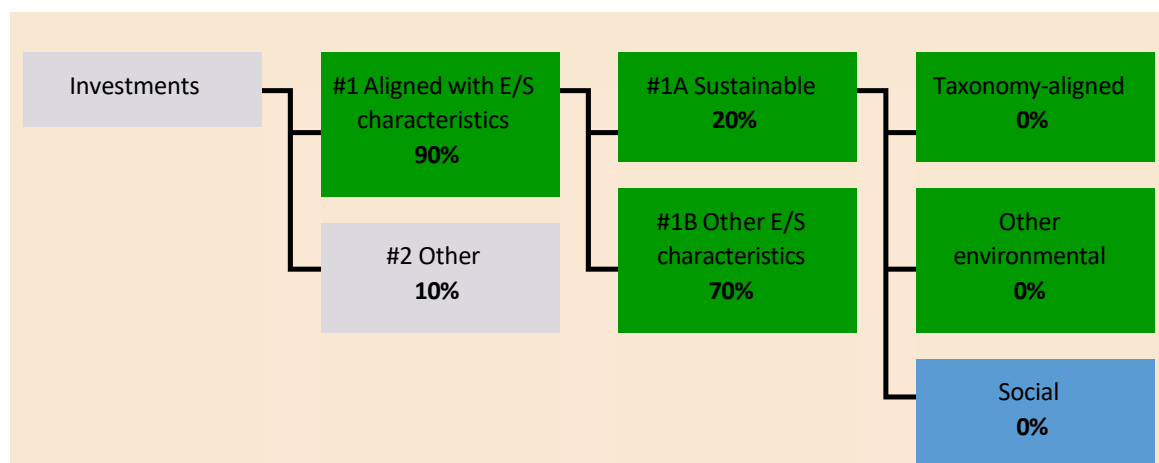 Investments
#1 Aligned with E/S
characteristics
90%
#2 Other
10%
#1A Sustainable
20%
#1B Other E/S
characteristics
70%
Taxonomy-aligned
0%
Other
environmental
0%
Social
0%